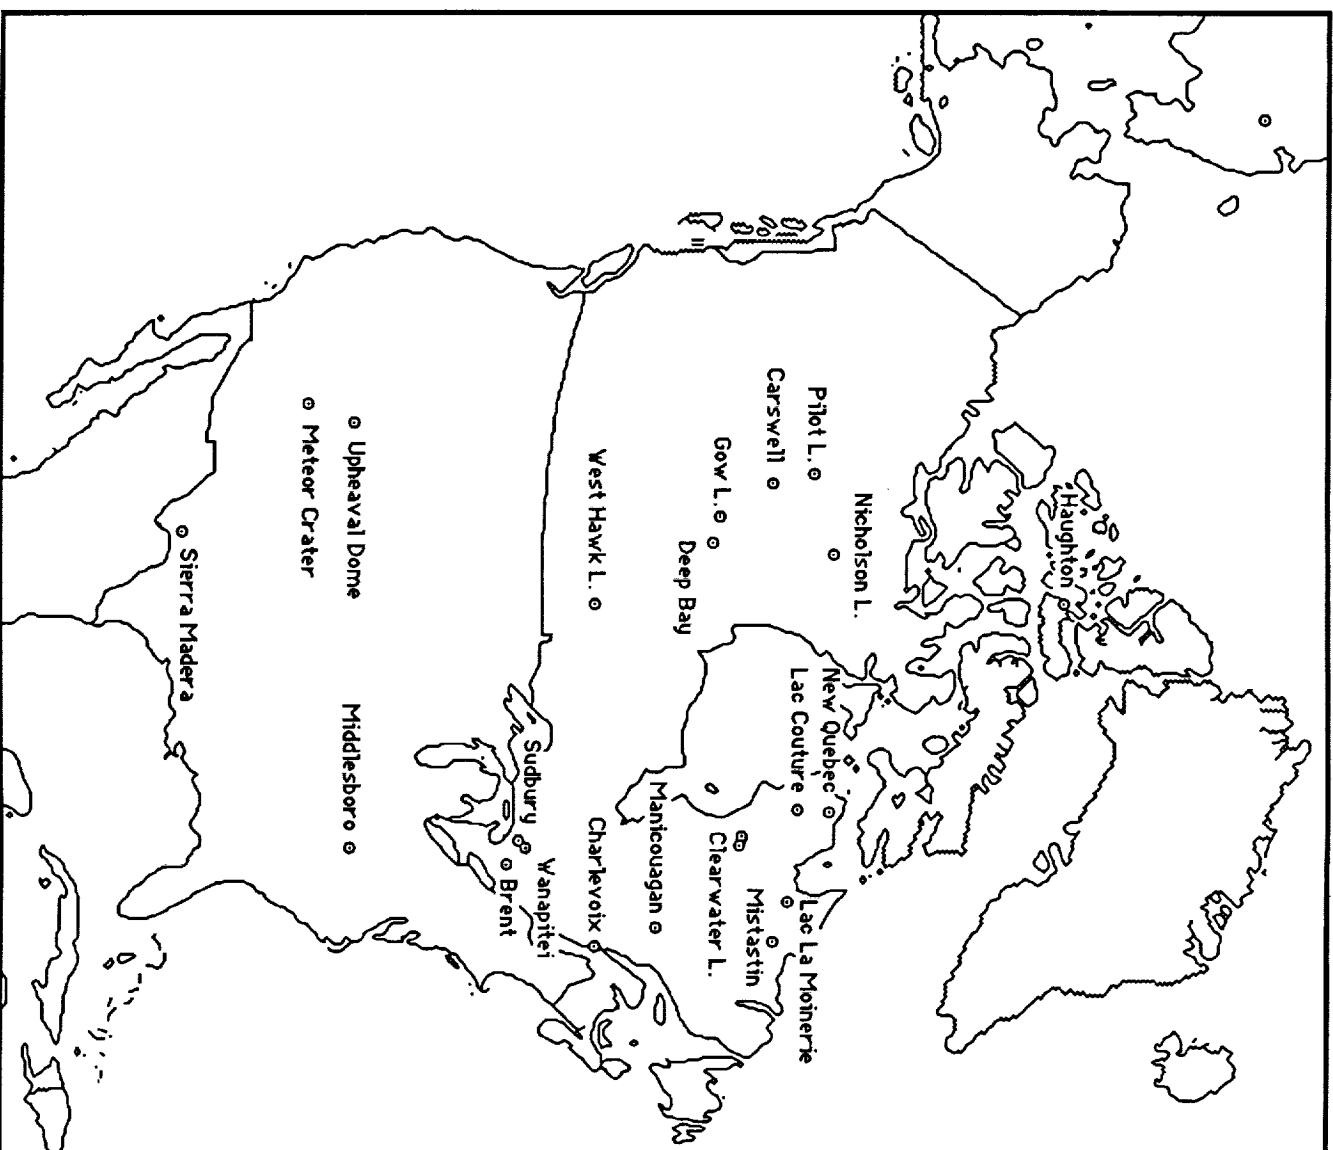 Haughton
Nicholson L.
Pilot L.
Carswell
New Quebec
Lac Couture
Lac La Moinerie
Gow L.
Deep Bay
Mistastin
Clearwater L.
Manicouagan
West Hawk L.
Charlevoix
Sudbury
Wanapitei
Brent
Upheaval Dome
Middlesboro
Meteor Crater
Sierra Madera